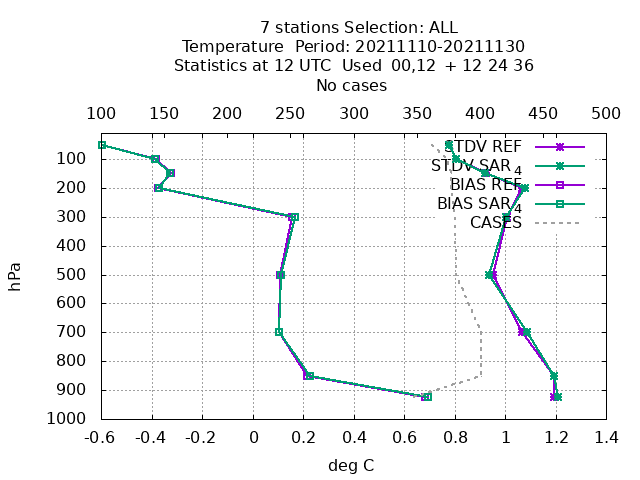 7 stations Selection: ALL
Temperature  Period: 20211110-20211130
Statistics at 12 UTC  Used  00,12  + 12 24 36
No cases
100 150 200 250 300 350 400 450 500
STDV REF
STDV SAR4
BIAS REF
BIAS SAR4
CASES
hPa
100
200
300
400
500
600
700
800
900
1000
-0.6 -0.4 -0.2 0 0.2 0.4 0.6 0.8 1 1.2 1.4
deg C